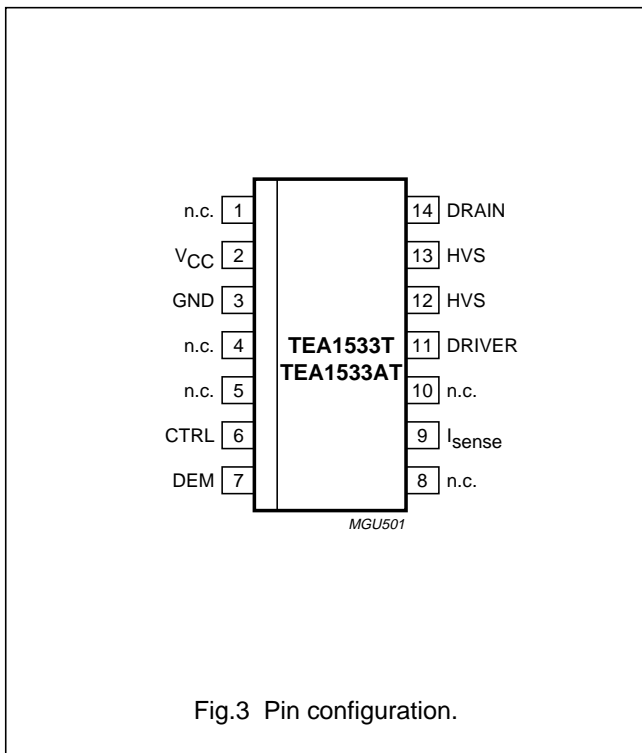 n.c. 1
VCC 2
GND 3
n.c. 4
n.c. 5
CTRL 6
DEM 7
TEA1533T
TEA1533AT
14 DRAIN
13 HVS
12 HVS
11 DRIVER
10 n.c.
9 Isense
8 n.c.
MGU501
Fig.3 Pin configuration.